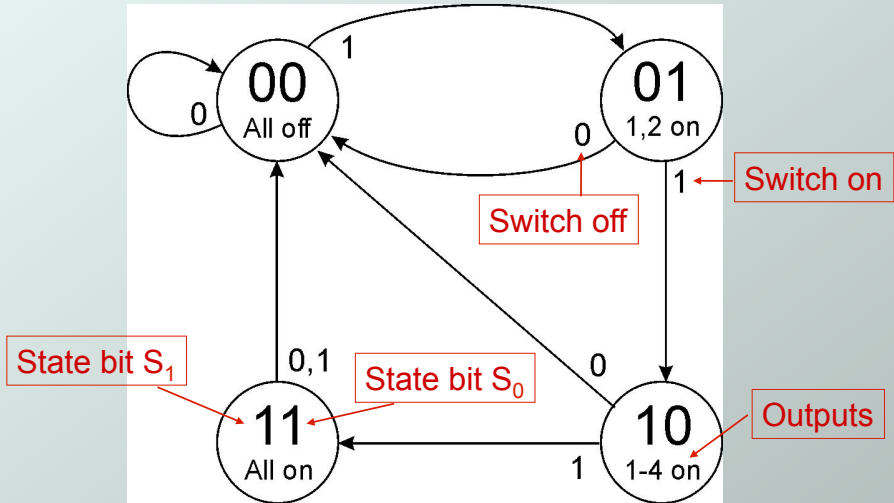 00
All off
1
0
01
1,2 on
0
1
Switch on
Switch off
State bit S₁
0,1
State bit S₀
0
11
All on
1
10
1-4 on
Outputs